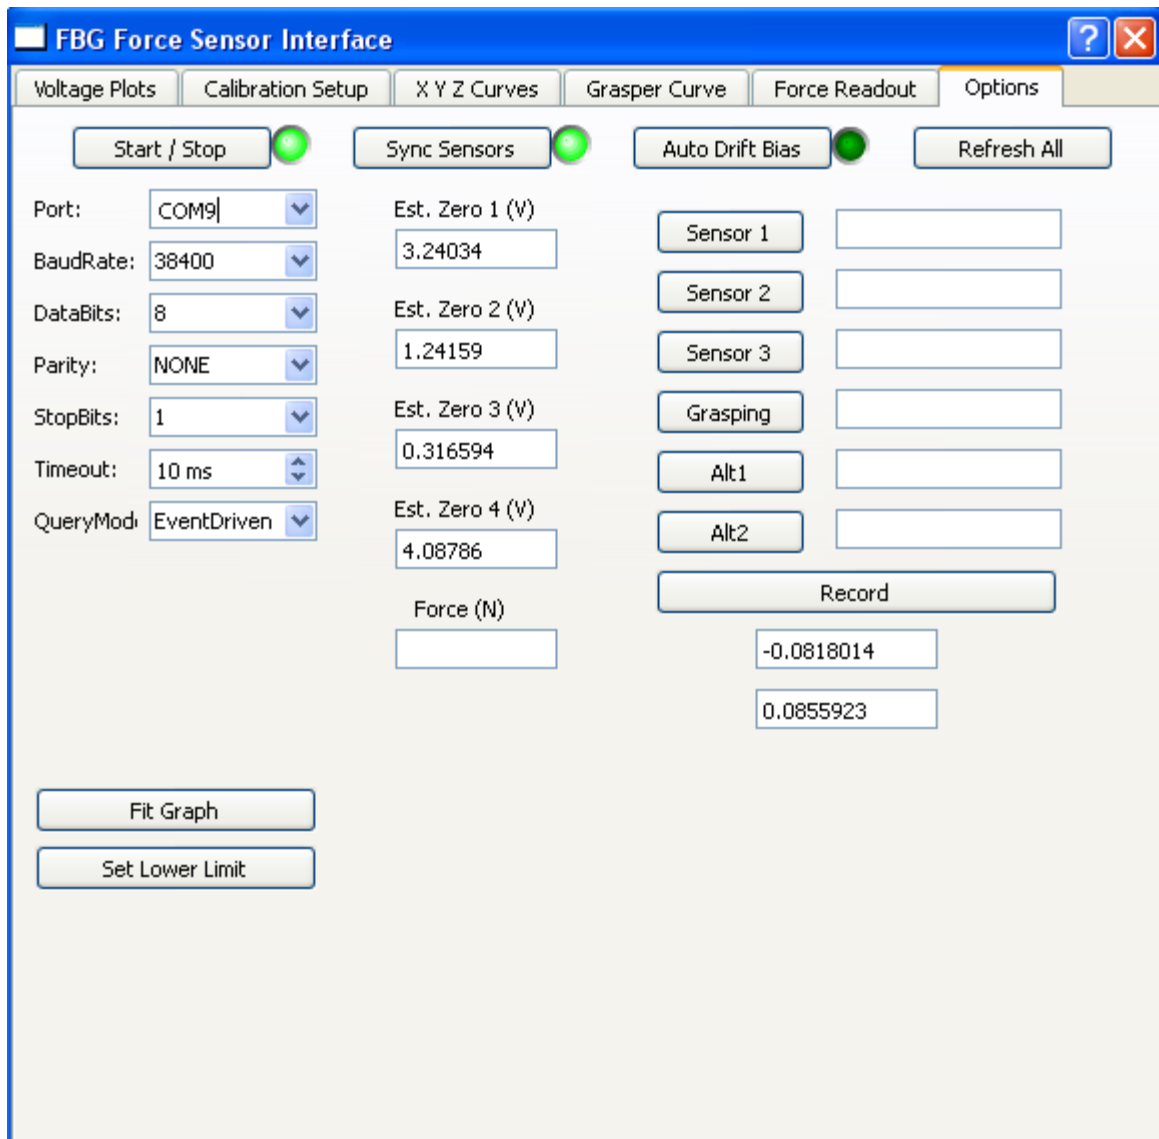 FBG Force Sensor Interface
Voltage Plots Calibration Setup X Y Z Curves Grasper Curve Force Readout Options
Start / Stop Sync Sensors Auto Drift Bias Refresh All
Port: COM9
BaudRate: 38400
DataBits: 8
Parity: NONE
StopBits: 1
Timeout: 10 ms
QueryMod EventDriven
Est. Zero 1 (V)
3.24034
Est. Zero 2 (V)
1.24159
Est. Zero 3 (V)
0.316594
Est. Zero 4 (V)
4.08786
Force (N)
Sensor 1
Sensor 2
Sensor 3
Grasping
Alt1
Alt2
Record
-0.0818014
0.0855923
Fit Graph
Set Lower Limit